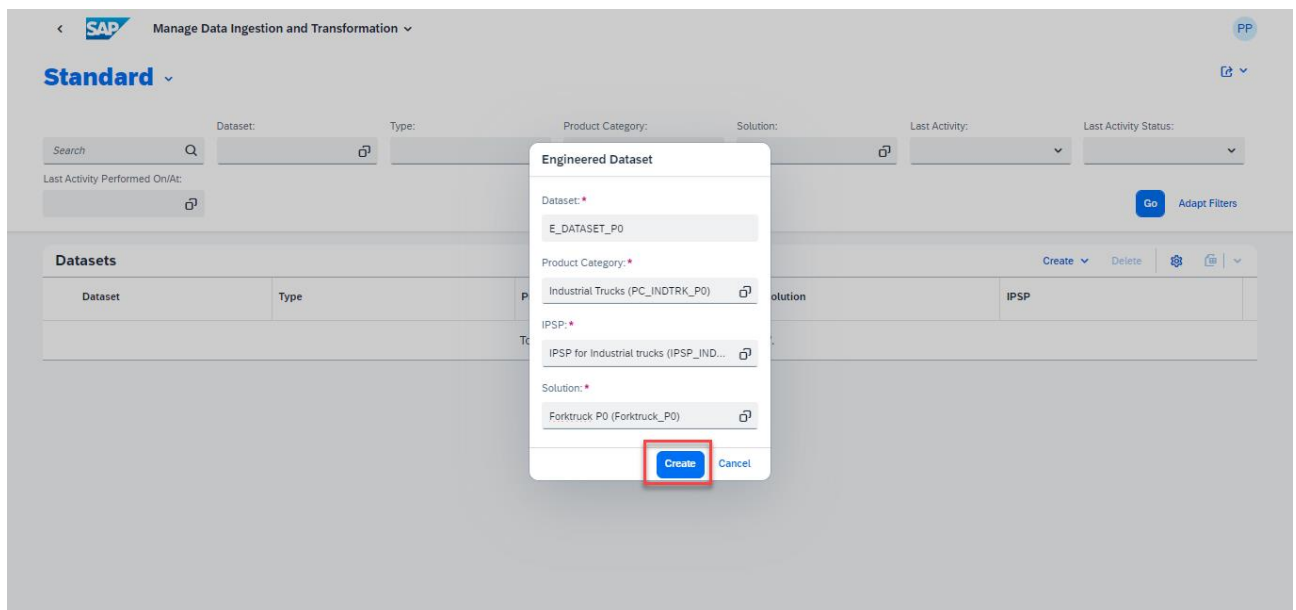 SAP Manage Data Ingestion and Transformation PP
Standard
Dataset: Type: Product Category: Solution: Last Activity: Last Activity Status:
Search
Last Activity Performed On/At:
Go Adapt Filters
Datasets Create Delete
Dataset Type P olution IPSP
To .
Engineered Dataset
Dataset:*
E_DATASET_P0
Product Category:*
Industrial Trucks (PC_INDTRK_P0)
IPSP:*
IPSP for Industrial trucks (IPSP_IND...
Solution:*
Forktruck P0 (Forktruck_P0)
Create Cancel